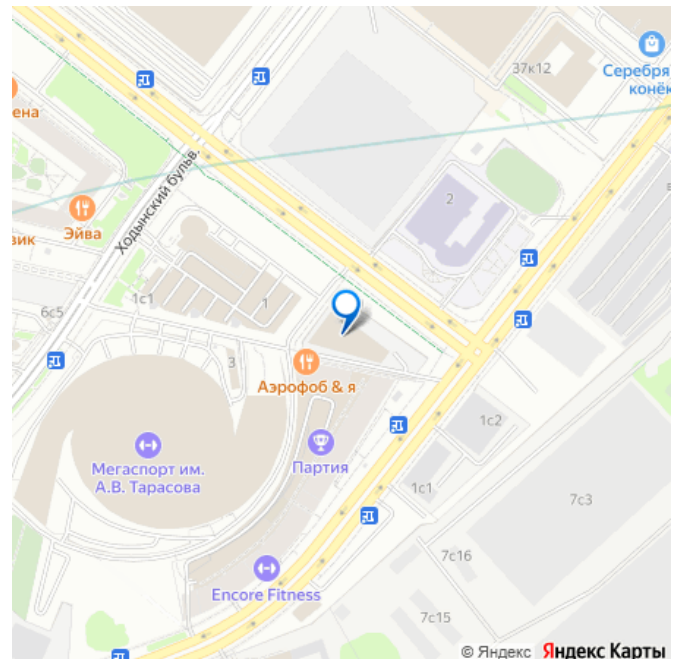 37к12
Серебря
конёк
ена
Ходынский бульв.
2
Эйва
вик
1с1
1
6с5
3
Аэрофоб & я
1с2
Мегаспорт им.
А.В. Тарасова
Партия
1с1
7с3
7с16
Encore Fitness
7с15
© Яндекс Яндекс Карты